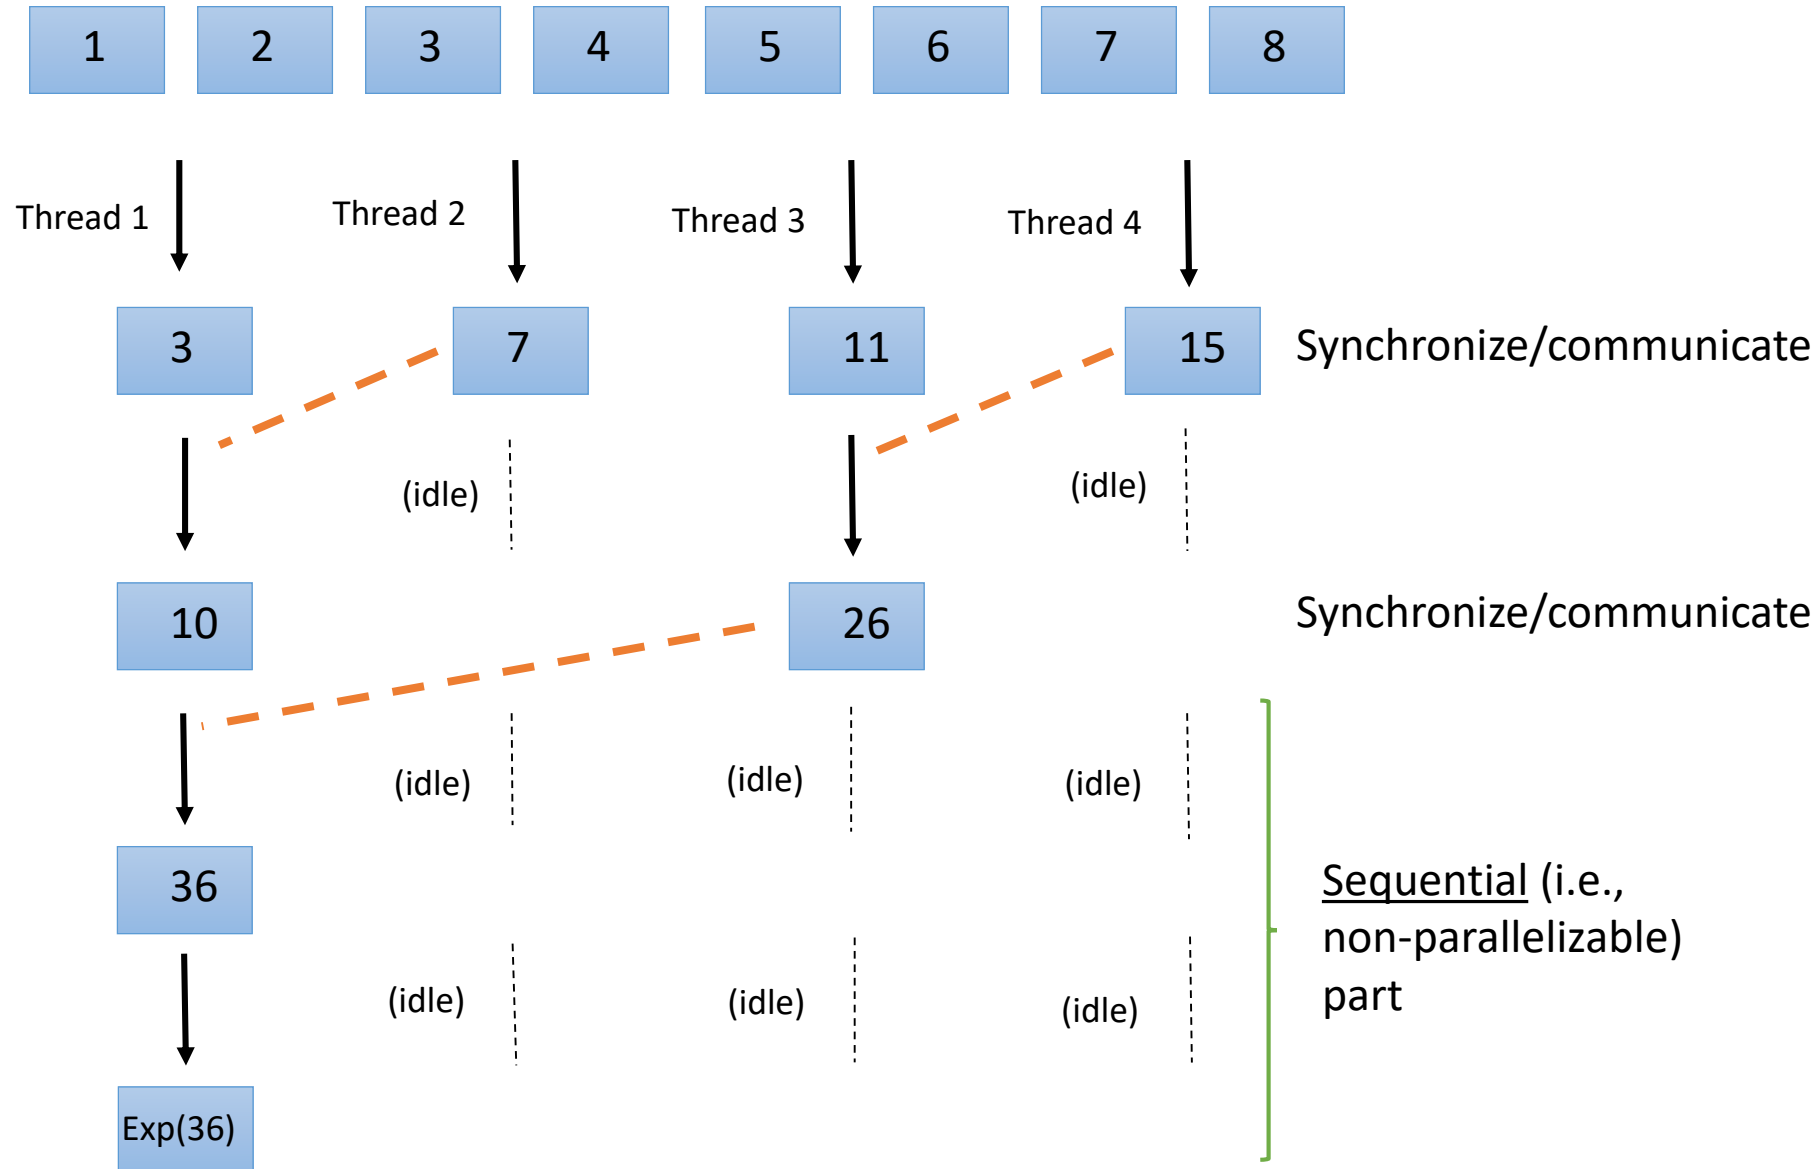 1 2 3 4 5 6 7 8
Thread 1 Thread 2 Thread 3 Thread 4
3 7 11 15 Synchronize/communicate
(idle) (idle)
10 26 Synchronize/communicate
(idle) (idle) (idle)
36
Sequential (i.e.,
non-parallelizable)
part
(idle) (idle) (idle)
Exp(36)